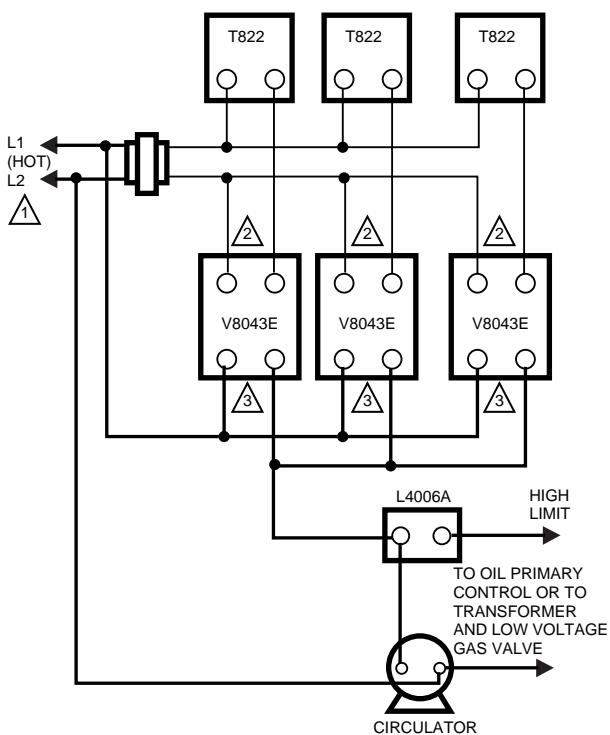 T822
T822
T822
L1
(HOT)
L2
1
2
2
2
V8043E
V8043E
V8043E
3
3
3
L4006A
HIGH
LIMIT
TO OIL PRIMARY
CONTROL OR TO
TRANSFORMER
AND LOW VOLTAGE
GAS VALVE
CIRCULATOR